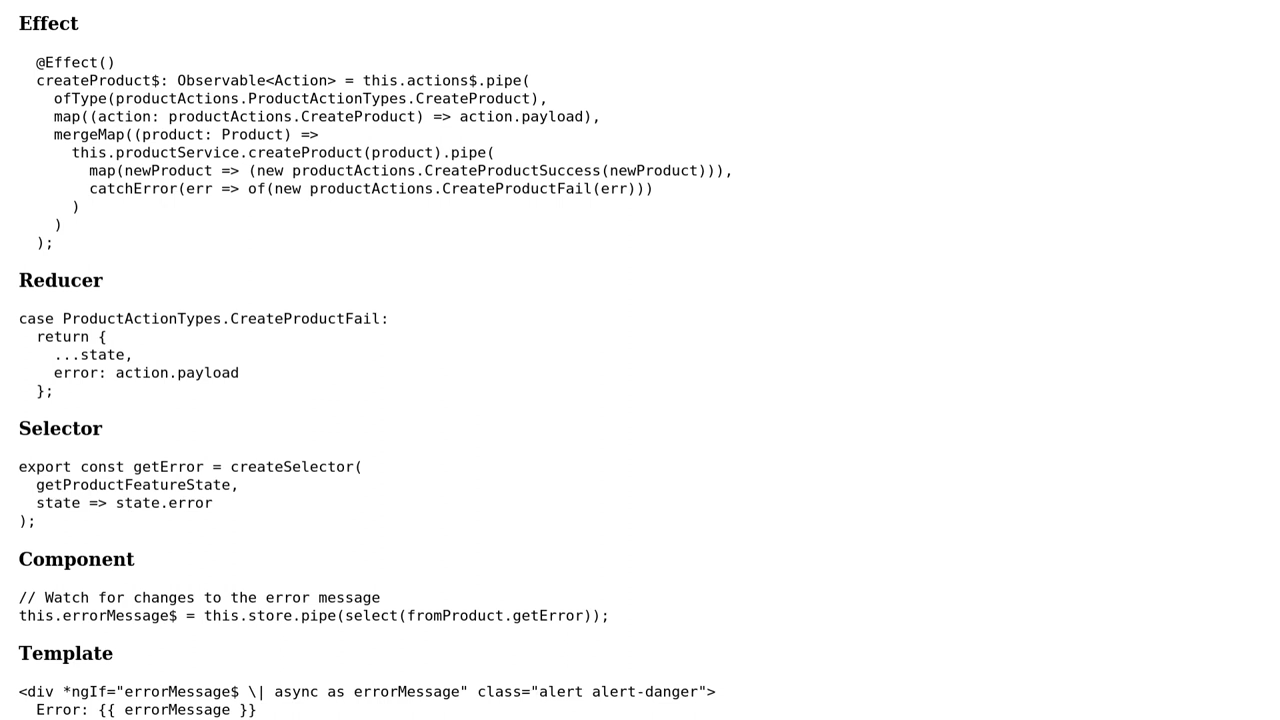 Effect
@Effect()
createProduct$: Observable<Action> = this.actions$.pipe(
ofType(productActions.ProductActionTypes.CreateProduct),
map((action: productActions.CreateProduct) => action.payload),
mergeMap((product: Product) =>
this.productService.createProduct(product).pipe(
map(newProduct => (new productActions.CreateProductSuccess(newProduct))),
catchError(err => of(new productActions.CreateProductFail(err)))
)
)
);
Reducer
case ProductActionTypes.CreateProductFail:
return {
...state,
error: action.payload
};
Selector
export const getError = createSelector(
getProductFeatureState,
state => state.error
);
Component
// Watch for changes to the error message
this.errorMessage$ = this.store.pipe(select(fromProduct.getError));
Template
<div *ngIf="errorMessage$ \| async as errorMessage" class="alert alert-danger">
Error: {{ errorMessage }}